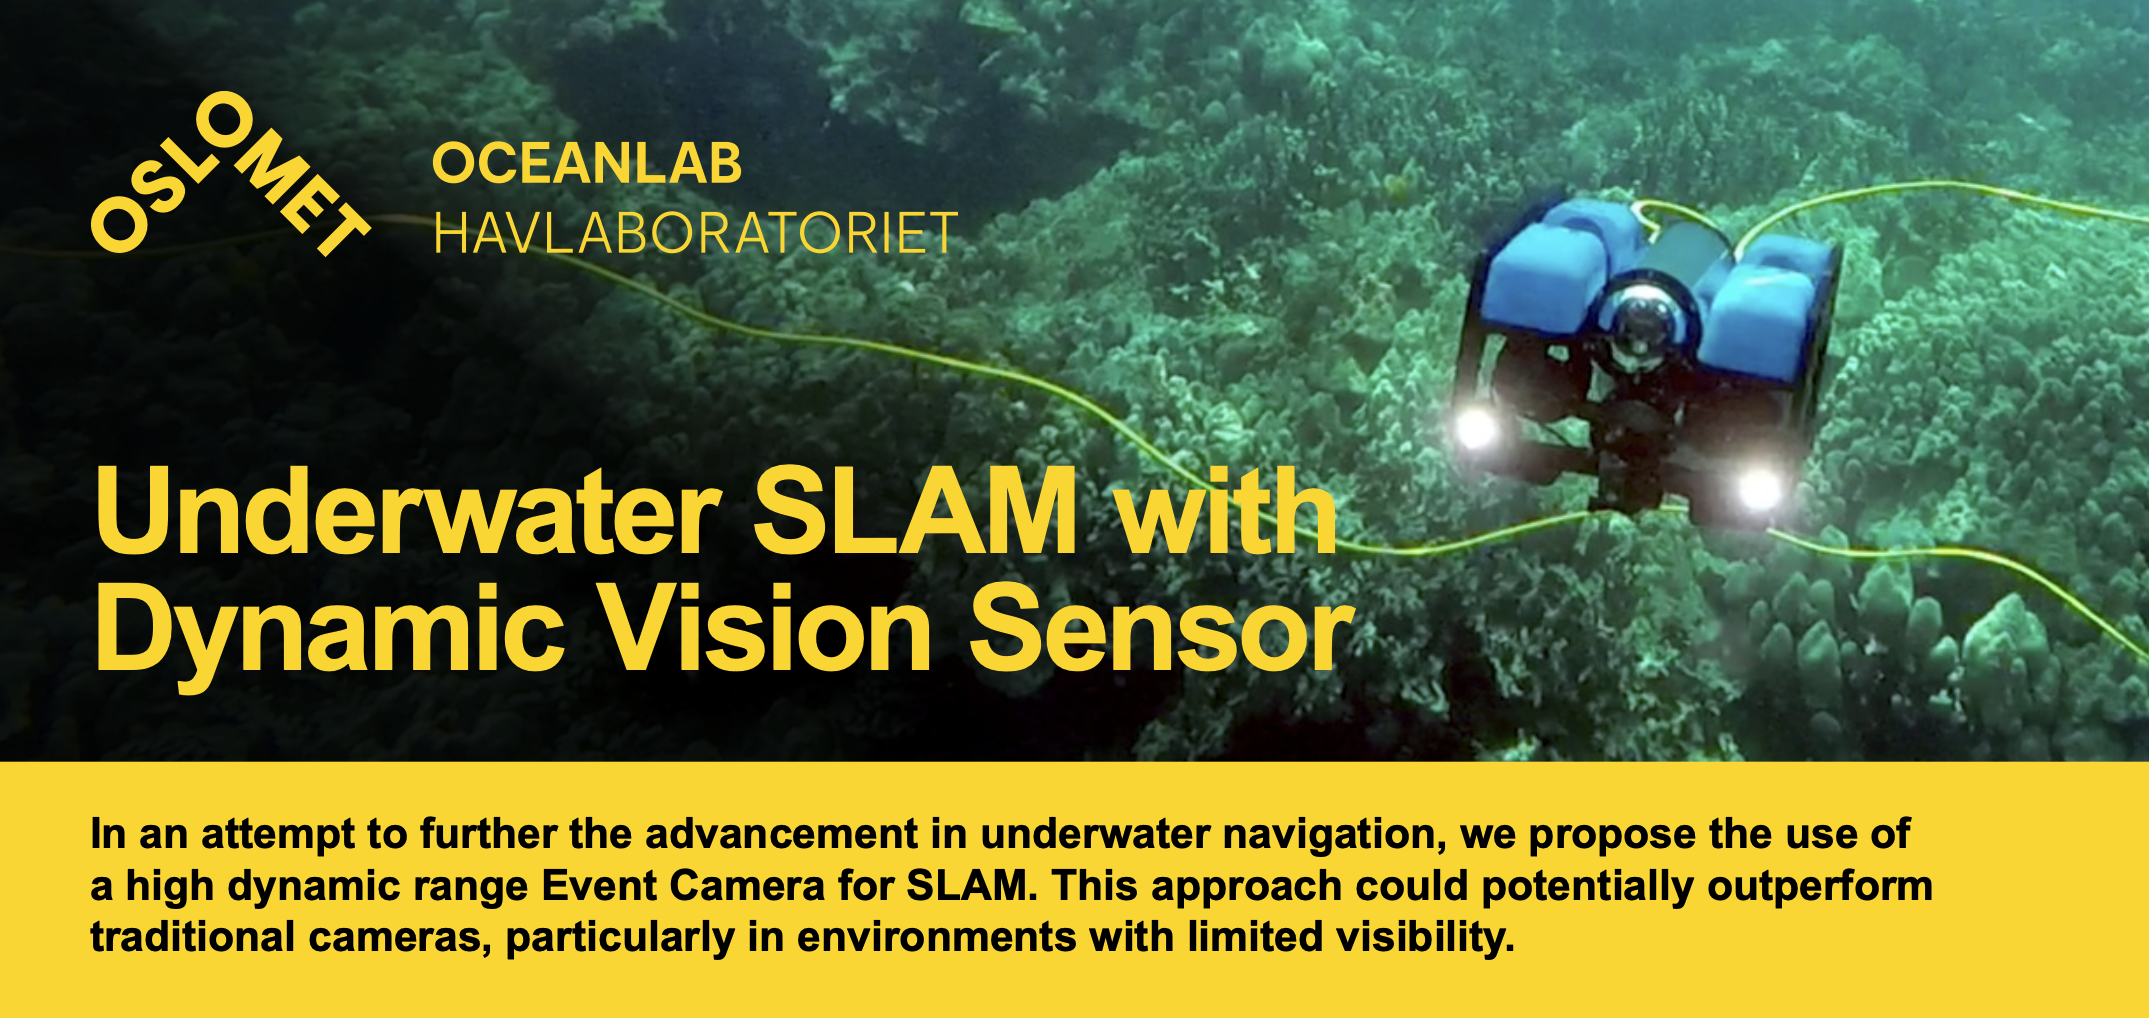 OSLOMET
OCEANLAB
HAVLABORATORIET
Underwater SLAM with
Dynamic Vision Sensor
In an attempt to further the advancement in underwater navigation, we propose the use of
a high dynamic range Event Camera for SLAM. This approach could potentially outperform
traditional cameras, particularly in environments with limited visibility.